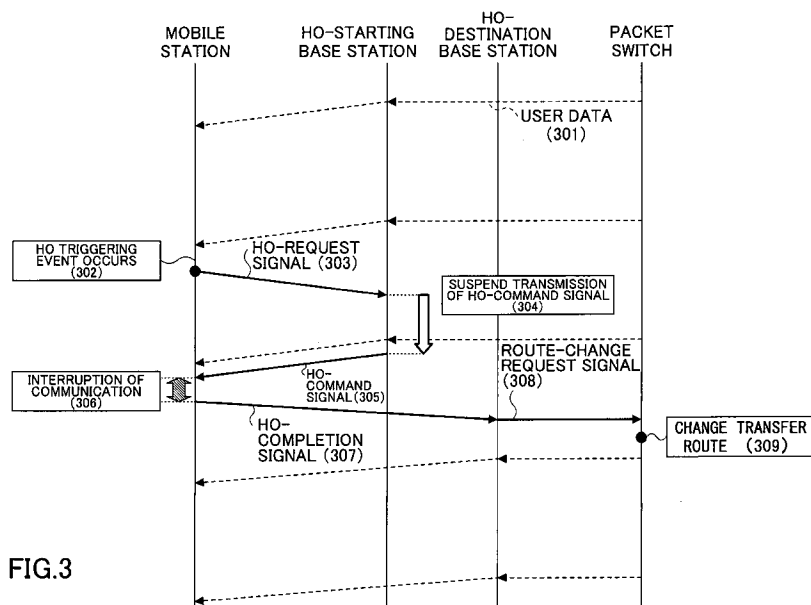 MOBILE
STATION
HO-STARTING
BASE STATION
HO-
DESTINATION
BASE STATION
PACKET
SWITCH
USER DATA
(301)
HO TRIGGERING
EVENT OCCURS
(302)
HO-REQUEST
SIGNAL (303)
SUSPEND TRANSMISSION
OF HO-COMMAND SIGNAL
(304)
INTERRUPTION OF
COMMUNICATION
(306)
HO-
COMMAND
SIGNAL (305)
ROUTE-CHANGE
REQUEST SIGNAL
(308)
HO-
COMPLETION
SIGNAL (307)
CHANGE TRANSFER
ROUTE (309)
FIG.3